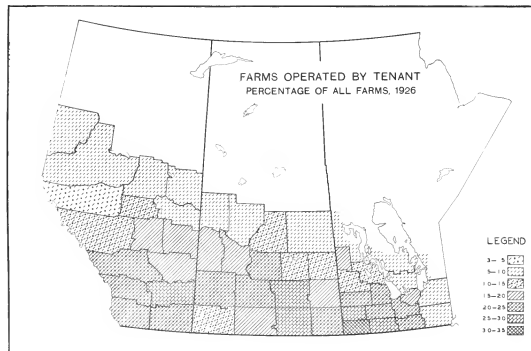 FARMS OPERATED BY TENANT
PERCENTAGE OF ALL FARMS, 1926
LEGEND
3-5
5-10
10-15
15-20
20-25
25-30
30-35